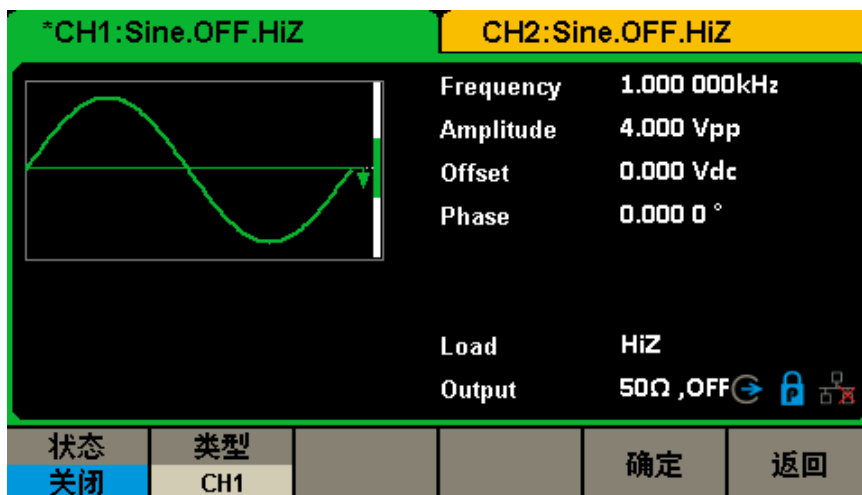 *CH1:Sine.OFF.HiZ
CH2:Sine.OFF.HiZ
Frequency 1.000 000kHz
Amplitude 4.000 Vpp
Offset 0.000 Vdc
Phase 0.000 0 °
Load HiZ
Output 50Ω ,OFF
P
状态 类型 确定 返回
关闭 CH1